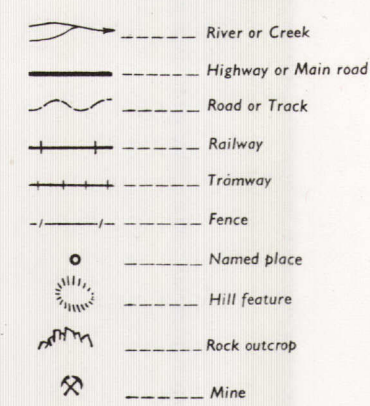 River or Creek
Highway or Main road
Road or Track
Railway
Tramway
Fence
Named place
Hill feature
Rock outcrop
Mine